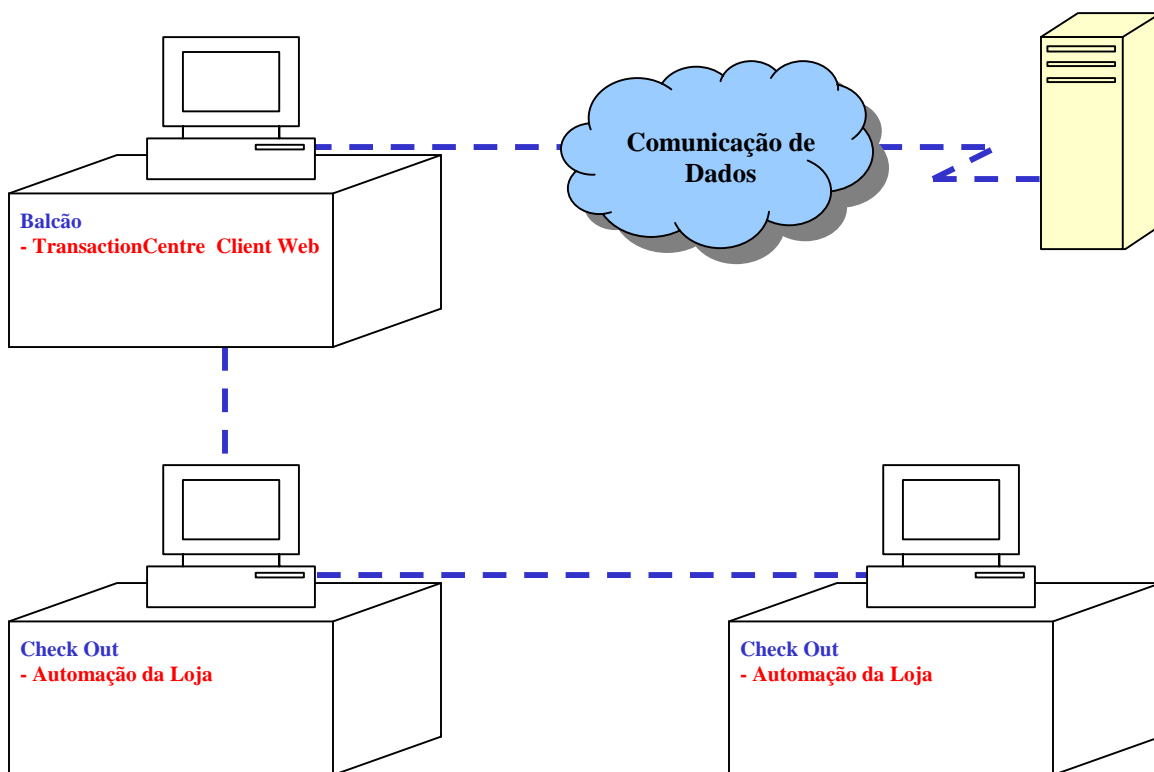 Comunicação de
Dados
Balcão
- TransactionCentre Client Web
Check Out
- Automação da Loja
Check Out
- Automação da Loja